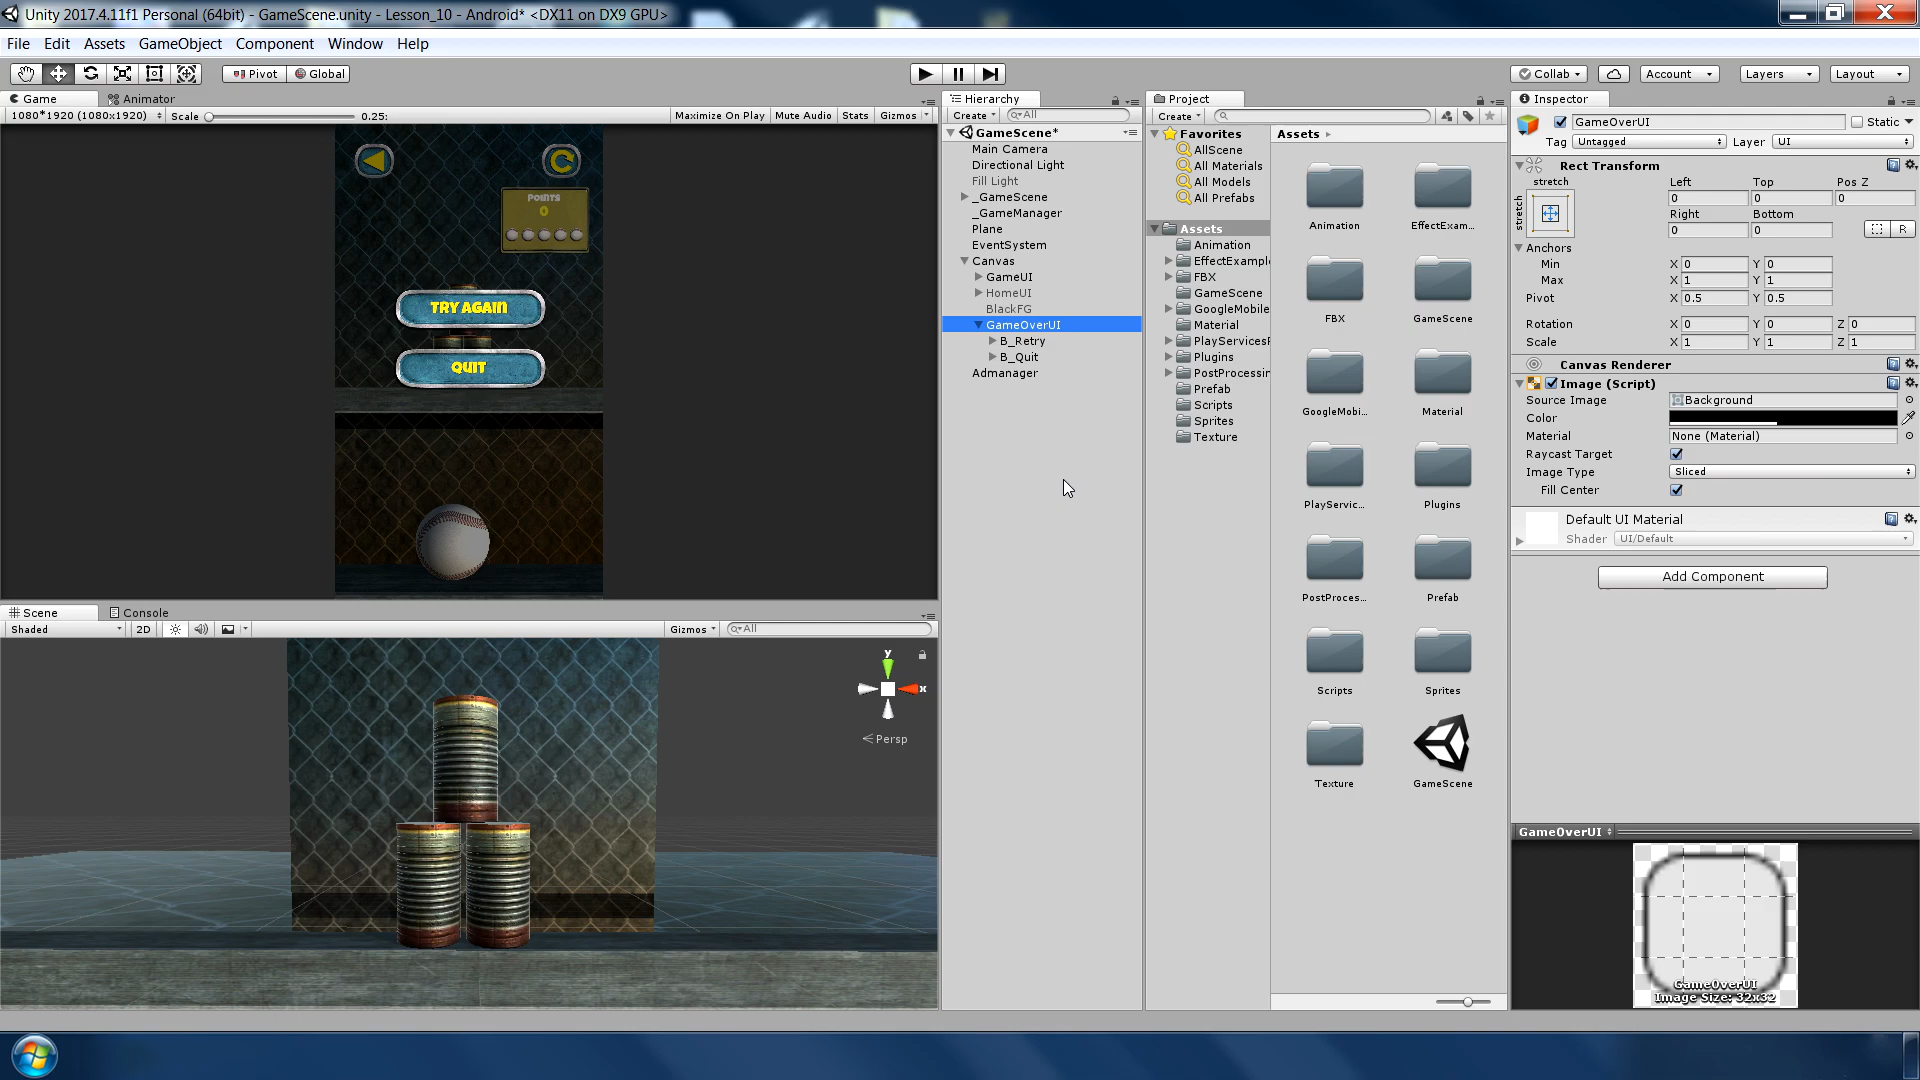 Unity 2017.4.11f1 Personal (64bit) - GameScene.unity - Lesson_10 - Android* <DX11 on DX9 GPU>
File Edit Assets GameObject Component Window Help
Pivot Global
Collab Account Layers Layout
Game Animator
1080*1920 (1080x1920) Scale 0.25: Maximize On Play Mute Audio Stats Gizmos
POINTS
0
TRY AGAIN
QUIT
Scene Console
Shaded 2D Gizmos All
y
x
Persp
Hierarchy
Create All
GameScene*
Main Camera
Directional Light
Fill Light
_GameScene
_GameManager
Plane
EventSystem
Canvas
GameUI
HomeUI
BlackFG
GameOverUI
B_Retry
B_Quit
Admanager
Project
Create
Favorites
AllScene
All Materials
All Models
All Prefabs
Assets
Animation
EffectExample
FBX
GameScene
GoogleMobile
Material
PlayServicesR
Plugins
PostProcessin
Prefab
Scripts
Sprites
Texture
Assets
Animation EffectExam...
FBX GameScene
GoogleMobi... Material
PlayServic... Plugins
PostProces... Prefab
Scripts Sprites
Texture GameScene
Inspector
GameOverUI Static
Tag Untagged Layer UI
Rect Transform
stretch Left Top Pos Z
stretch 0 0 0
Right Bottom
0 0 R
Anchors
Min X 0 Y 0
Max X 1 Y 1
Pivot X 0.5 Y 0.5
Rotation X 0 Y 0 Z 0
Scale X 1 Y 1 Z 1
Canvas Renderer
Image (Script)
Source Image Background
Color
Material None (Material)
Raycast Target
Image Type Sliced
Fill Center
Default UI Material
Shader UI/Default
Add Component
GameOverUI
GameOverUI
Image Size: 32x32